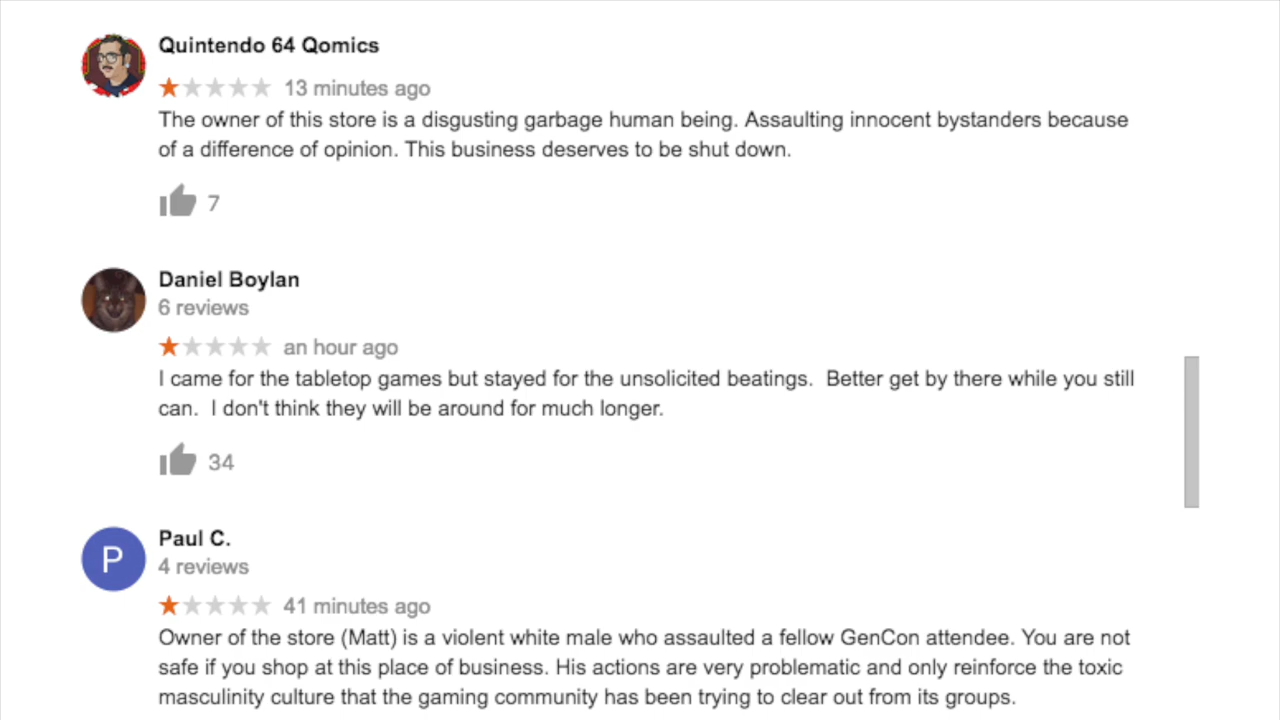 Quintendo 64 Qomics
13 minutes ago
The owner of this store is a disgusting garbage human being. Assaulting innocent bystanders because
of a difference of opinion. This business deserves to be shut down.
7
Daniel Boylan
6 reviews
an hour ago
I came for the tabletop games but stayed for the unsolicited beatings.  Better get by there while you still
can.  I don't think they will be around for much longer.
34
P
Paul C.
4 reviews
41 minutes ago
Owner of the store (Matt) is a violent white male who assaulted a fellow GenCon attendee. You are not
safe if you shop at this place of business. His actions are very problematic and only reinforce the toxic
masculinity culture that the gaming community has been trying to clear out from its groups.